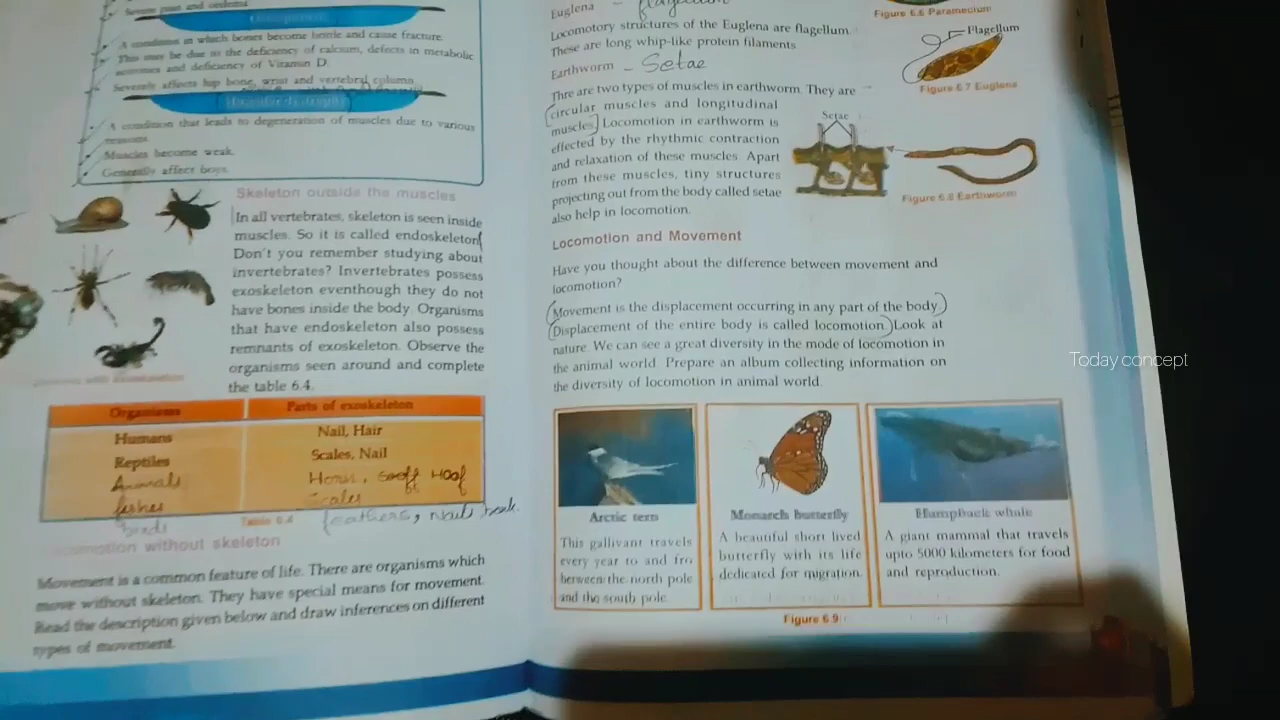 Severe pain and oedema.
A condition in which bones become brittle and cause fracture.
This may be due to the deficiency of calcium, defects in metabolic
activities and deficiency of Vitamin D.
Severely affects hip bone, wrist and vertebral column.
Muscular dystrophy
A condition that leads to degeneration of muscles due to various
reasons.
Muscles become weak.
Generally affect boys.
Skeleton outside the muscles
In all vertebrates, skeleton is seen inside
muscles. So it is called endoskeleton.
Don't you remember studying about
invertebrates? Invertebrates possess
exoskeleton eventhough they do not
have bones inside the body. Organisms
that have endoskeleton also possess
remnants of exoskeleton. Observe the
organisms seen around and complete
the table 6.4.
with exoskeleton
Organisms Parts of exoskeleton
Humans Nail, Hair
Reptiles Scales, Nail
Animals Horn, Hoof
fishes Scales
birds feathers, Nail, beak.
Table 6.4
Locomotion without skeleton
Movement is a common feature of life. There are organisms which
move without skeleton. They have special means for movement.
Read the description given below and draw inferences on different
types of movement.
Euglena – flagellum
Locomotory structures of the Euglena are flagellum.
These are long whip-like protein filaments
Earthworm – Setae
Thre are two types of muscles in earthworm. They are
circular muscles and longitudinal
muscles. Locomotion in earthworm is
effected by the rhythmic contraction
and relaxation of these muscles. Apart
from these muscles, tiny structures
projecting out from the body called setae
also help in locomotion.
Figure 6.6 Paramecium
Flagellum
Figure 6.7 Euglena
Setae
Figure 6.8 Earthworm
Locomotion and Movement
Have you thought about the difference between movement and
locomotion?
(Movement is the displacement occurring in any part of the body)
(Displacement of the entire body is called locomotion.) Look at
nature. We can see a great diversity in the mode of locomotion in
the animal world. Prepare an album collecting information on
the diversity of locomotion in animal world.
Arctic tern
This gallivant travels
every year to and fro
between the north pole
and the south pole.
Monarch butterfly
A beautiful short lived
butterfly with its life
dedicated for migration.
Humpback whale
A giant mammal that travels
upto 5000 kilometers for food
and reproduction.
Figure 6.9
Today concept